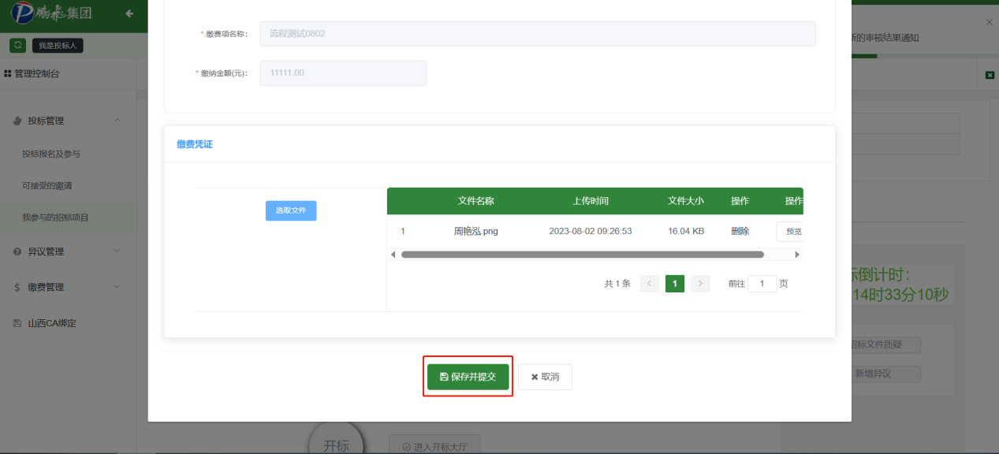 鹏飞集团
我是投标人
管理控制台
投标管理
投标报名及参与
可接受的邀请
我参与的招标项目
异议管理
缴费管理
山西CA绑定
* 缴费项名称：
流程测试0802
* 缴纳金额(元)：
11111.00
缴费凭证
选取文件
文件名称 上传时间 文件大小 操作 操作
1 周艳泓.png 2023-08-02 09:26:53 16.04 KB 删除 预览
共 1 条 1 前往 1 页
保存并提交
取消
新的审核结果通知
标倒计时：
14时33分10秒
招标文件质疑
新增异议
开标
进入开标大厅